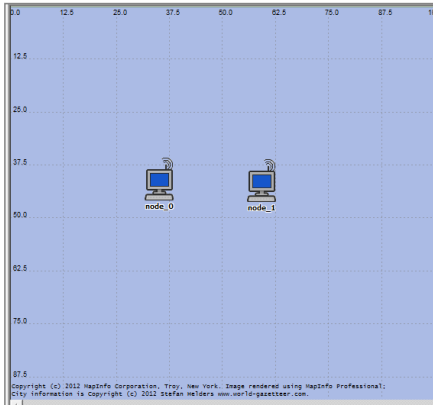 0.0 12.5 25.0 37.5 50.0 62.5 75.0 87.5 10
12.5
25.0
37.5
node_0 node_1
50.0
62.5
75.0
87.5
Copyright (c) 2012 MapInfo Corporation, Troy, New York. Image rendered using MapInfo Professional;
City information is Copyright (c) 2012 Stefan Helders www.world-gazetteer.com.